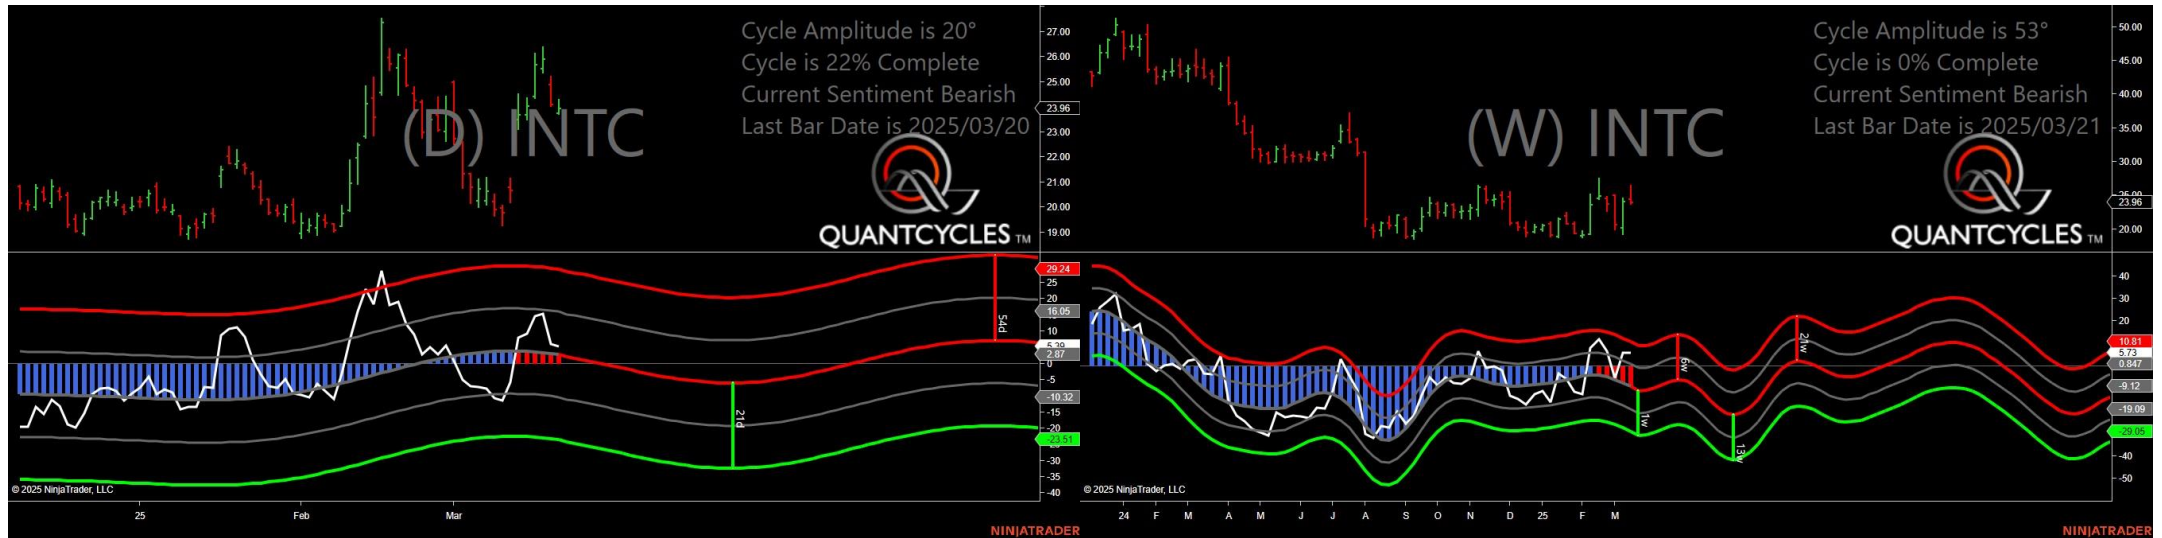 Cycle Amplitude is 20°
Cycle is 22% Complete
Current Sentiment Bearish
Last Bar Date is 2025/03/20
(D) INTC
QUANTCYCLES TM
27.00
26.00
25.00
23.96
23.00
22.00
21.00
20.00
19.00
29.24
25
20
16.05
10
5.39
2.87
0
-5
-10.32
-15
-20
-23.51
-30
-35
-40
54d
21d
© 2025 NinjaTrader, LLC
25
Feb
Mar
NINJATRADER
Cycle Amplitude is 53°
Cycle is 0% Complete
Current Sentiment Bearish
Last Bar Date is 2025/03/21
(W) INTC
QUANTCYCLES TM
50.00
45.00
40.00
35.00
30.00
25.00
23.96
20.00
40
30
20
10.81
5.73
0.847
-9.12
-19.09
-29.05
-40
-50
6w
21w
1w
13w
© 2025 NinjaTrader, LLC
24 F M A M J J A S O N D 25 F M
NINJATRADER